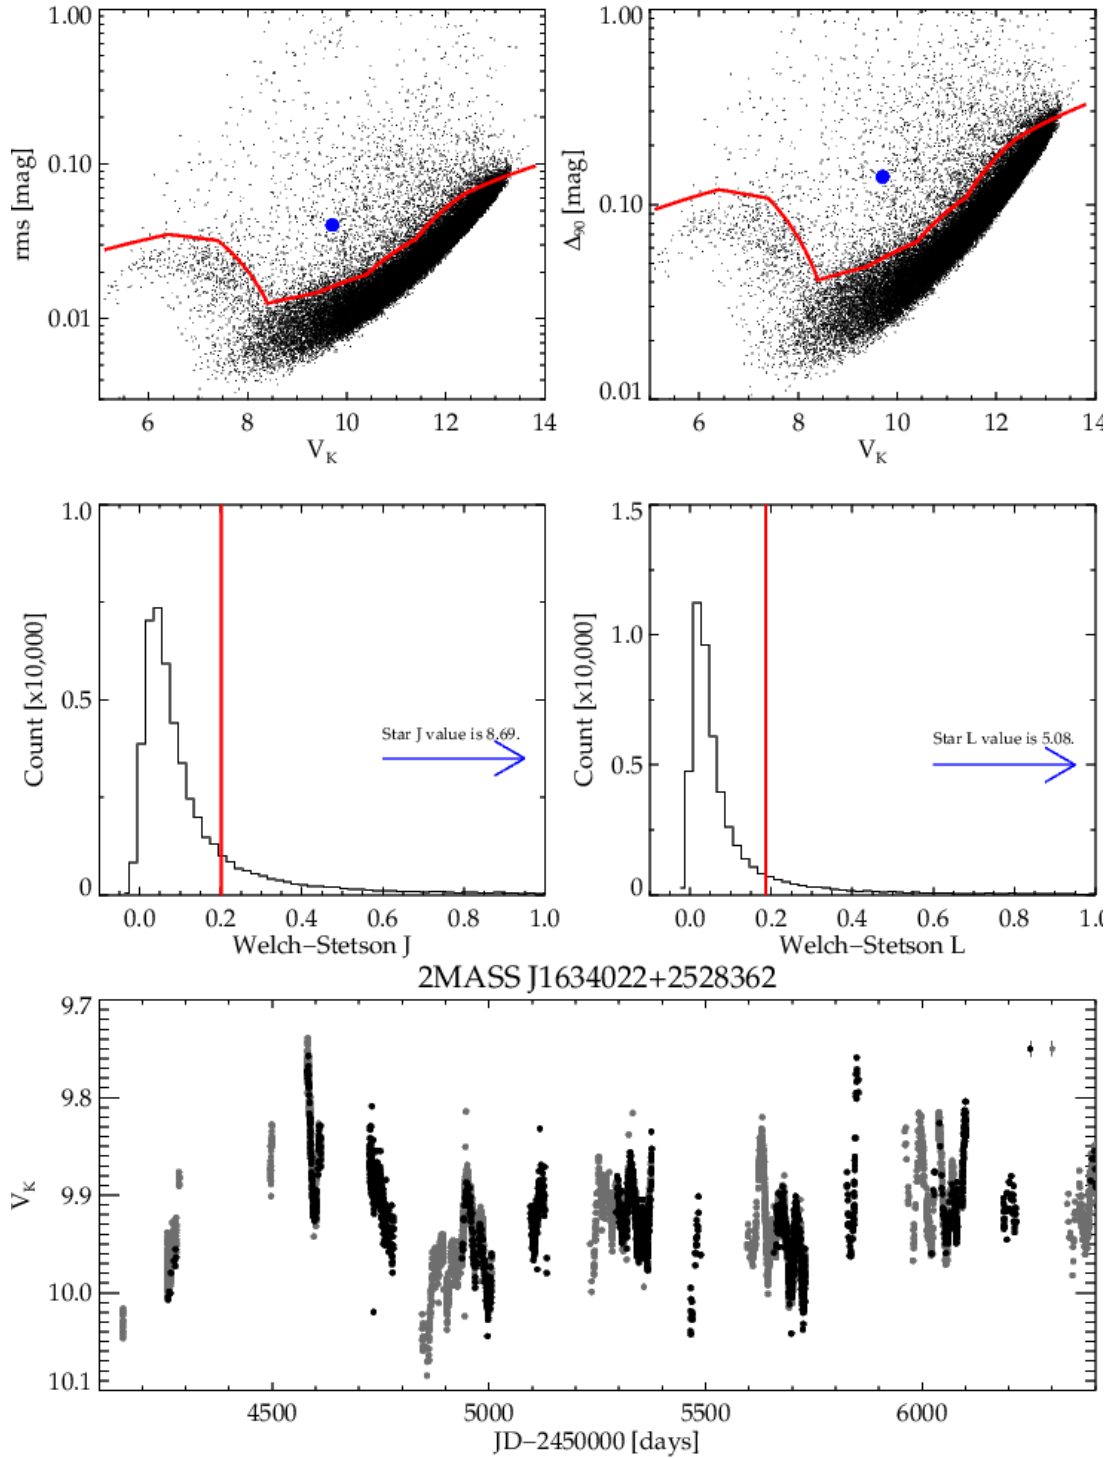 1.00
0.10
0.01
rms [mag]
6 8 10 12 14
V_K
1.00
0.10
0.01
Δ₉₀ [mag]
6 8 10 12 14
V_K
1.0
0.5
0
Count [x10,000]
Star J value is 8.69.
0.0 0.2 0.4 0.6 0.8 1.0
Welch−Stetson J
1.5
1.0
0.5
0
Count [x10,000]
Star L value is 5.08.
0.0 0.2 0.4 0.6 0.8 1.0
Welch−Stetson L
2MASS J1634022+2528362
9.7
9.8
9.9
10.0
10.1
V_K
4500 5000 5500 6000
JD−2450000 [days]